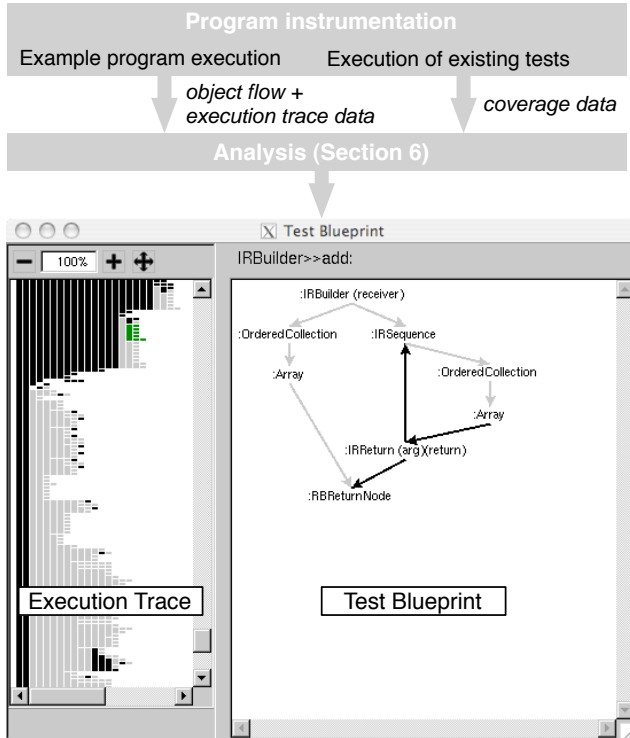 Program instrumentation
Example program execution
Execution of existing tests
object flow +
execution trace data
coverage data
Analysis (Section 6)
X Test Blueprint
100%
IRBuilder>>add:
:IRBuilder (receiver)
:OrderedCollection
:IRSequence
:Array
:OrderedCollection
:Array
:IRReturn (arg)(return)
:RBReturnNode
Execution Trace
Test Blueprint